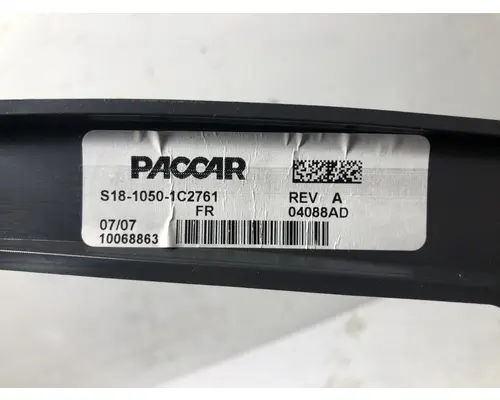 PACCAR
S18-1050-1C2761 REV A
FR 04088AD
07/07
10068863